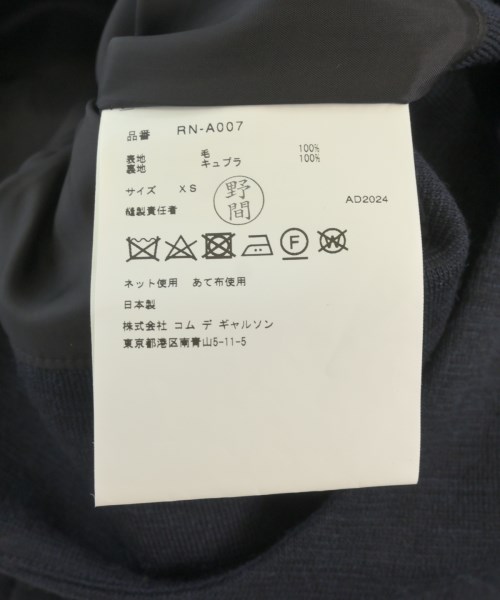 品番 RN-A007
表地 毛 100%
裏地 キュプラ 100%
サイズ XS
縫製責任者 野間
AD2024
F
W
ネット使用 あて布使用
日本製
株式会社 コム デ ギャルソン
東京都港区南青山5-11-5